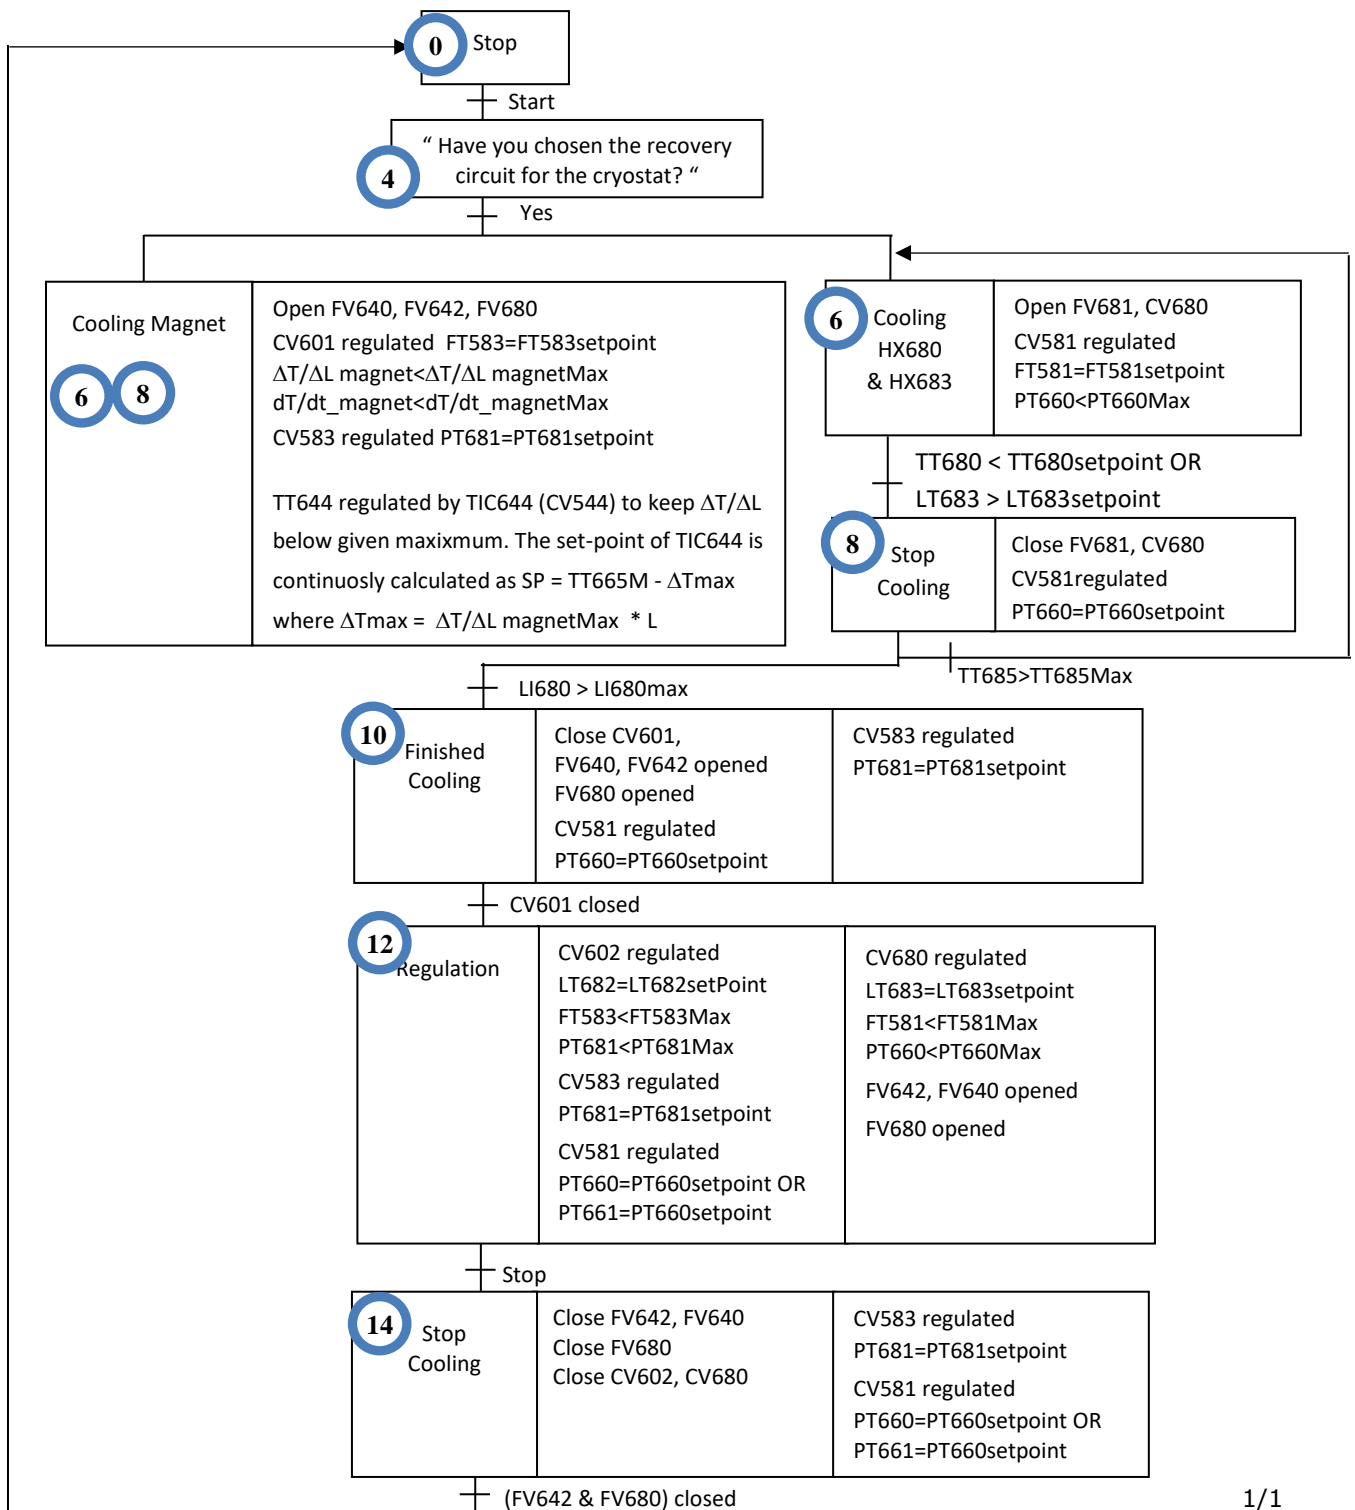 0
Stop
Start
“ Have you chosen the recovery
circuit for the cryostat? “
4
Yes
Cooling Magnet
6 8
Open FV640, FV642, FV680
CV601 regulated FT583=FT583setpoint
ΔT/ΔL magnet<ΔT/ΔL magnetMax
dT/dt_magnet<dT/dt_magnetMax
CV583 regulated PT681=PT681setpoint
TT644 regulated by TIC644 (CV544) to keep ΔT/ΔL
below given maxixmum. The set-point of TIC644 is
continuosly calculated as SP = TT665M - ΔTmax
where ΔTmax = ΔT/ΔL magnetMax * L
6
Cooling
HX680
& HX683
Open FV681, CV680
CV581 regulated
FT581=FT581setpoint
PT660<PT660Max
TT680 < TT680setpoint OR
LT683 > LT683setpoint
8
Stop
Cooling
Close FV681, CV680
CV581regulated
PT660=PT660setpoint
TT685>TT685Max
LI680 > LI680max
10
Finished
Cooling
Close CV601,
FV640, FV642 opened
FV680 opened
CV581 regulated
PT660=PT660setpoint
CV583 regulated
PT681=PT681setpoint
CV601 closed
12
Regulation
CV602 regulated
LT682=LT682setPoint
FT583<FT583Max
PT681<PT681Max
CV583 regulated
PT681=PT681setpoint
CV581 regulated
PT660=PT660setpoint OR
PT661=PT660setpoint
CV680 regulated
LT683=LT683setpoint
FT581<FT581Max
PT660<PT660Max
FV642, FV640 opened
FV680 opened
Stop
14
Stop
Cooling
Close FV642, FV640
Close FV680
Close CV602, CV680
CV583 regulated
PT681=PT681setpoint
CV581 regulated
PT660=PT660setpoint OR
PT661=PT660setpoint
(FV642 & FV680) closed
1/1